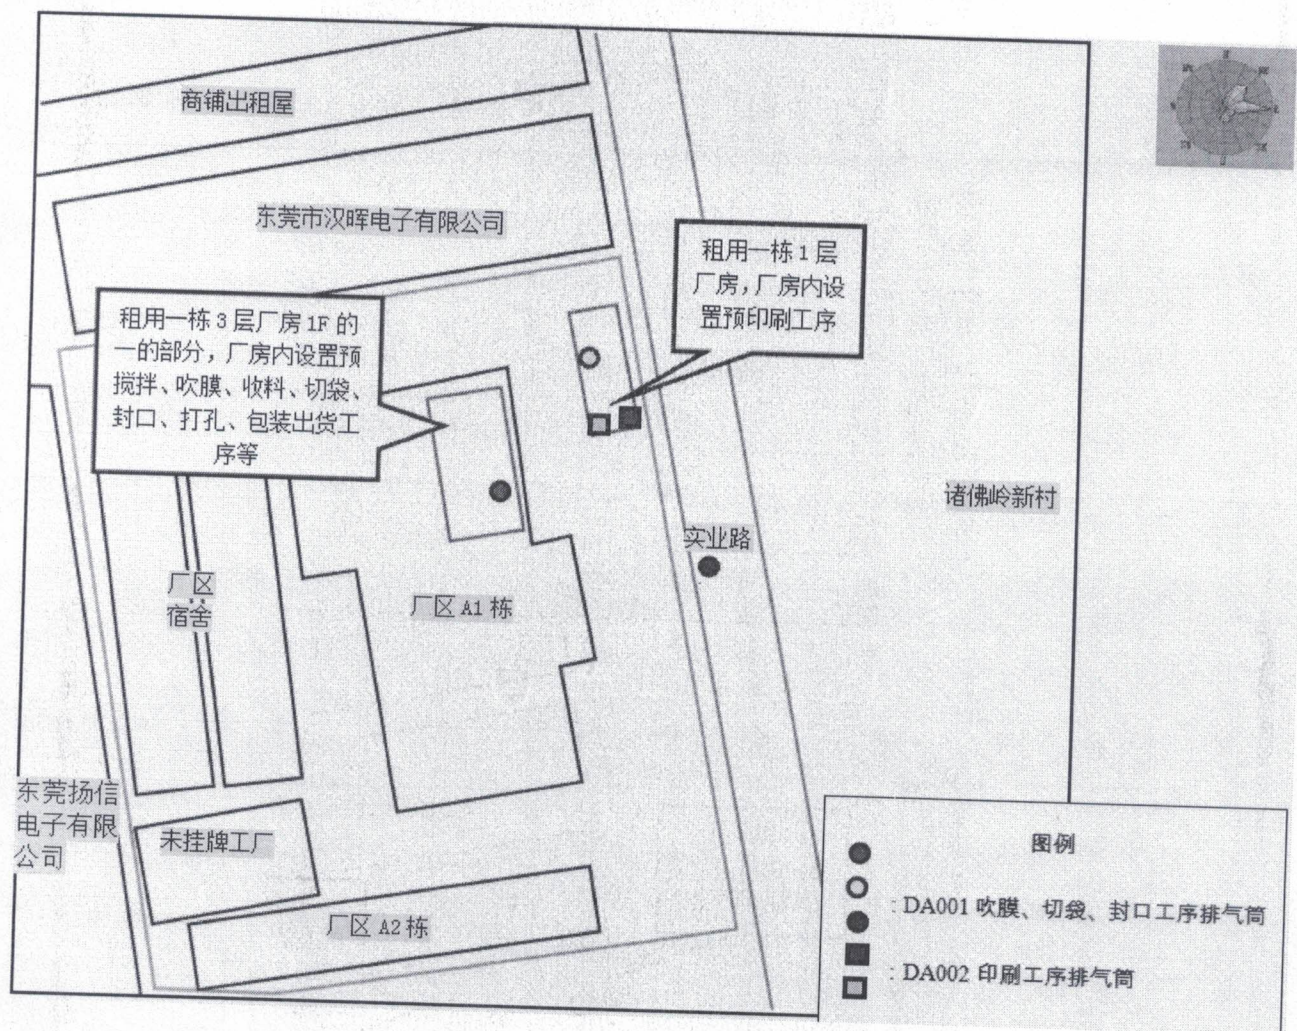 商铺出租屋
东莞市汉晖电子有限公司
租用一栋 1 层
厂房，厂房内设
置预印刷工序
租用一栋 3 层厂房 1F 的
一的部分，厂房内设置预
搅拌、吹膜、收料、切袋、
封口、打孔、包装出货工
序等
诸佛岭新村
实业路
厂区
宿舍
厂区 A1 栋
东莞扬信
电子有限
公司
未挂牌工厂
厂区 A2 栋
图例
: DA001 吹膜、切袋、封口工序排气筒
: DA002 印刷工序排气筒